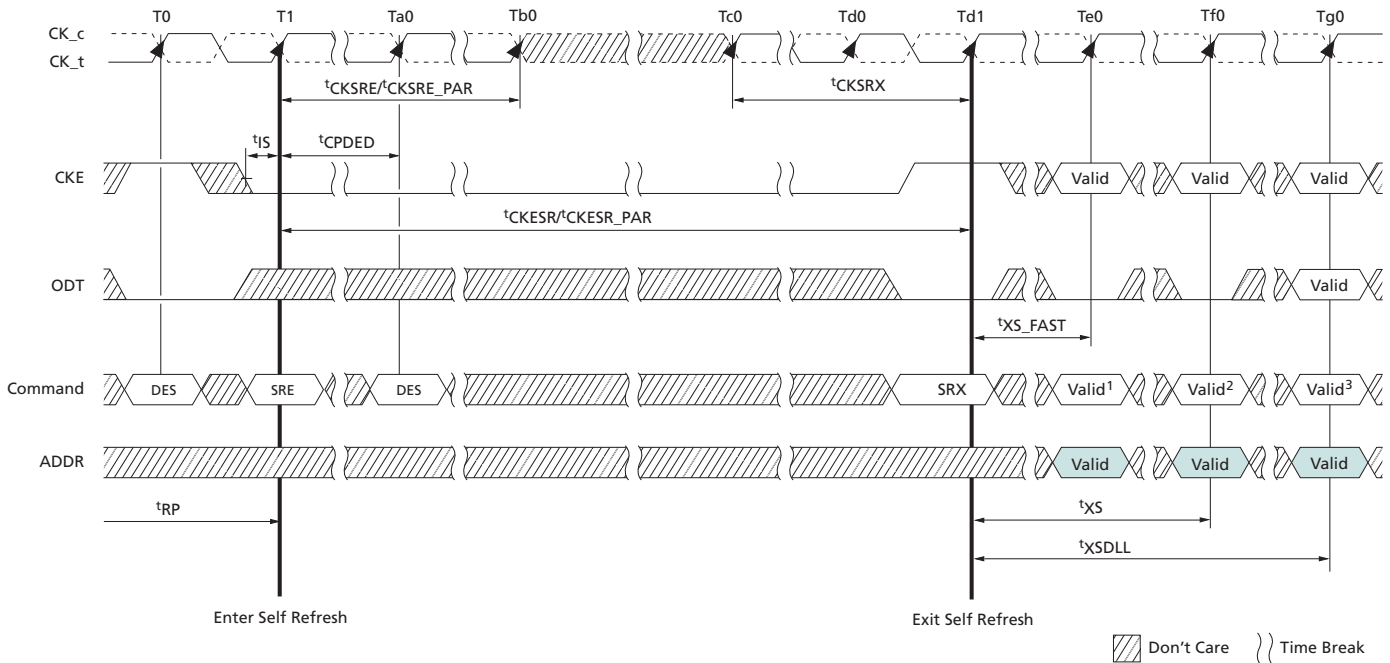 T0 T1 Ta0 Tb0 Tc0 Td0 Td1 Te0 Tf0 Tg0
CK_c
CK_t
tCKSRE/tCKSRE_PAR tCKSRX
tIS tCPDED
CKE Valid Valid Valid
tCKESR/tCKESR_PAR
ODT Valid
tXS_FAST
Command DES SRE DES SRX Valid1 Valid2 Valid3
ADDR Valid Valid Valid
tRP tXS
tXSDLL
Enter Self Refresh Exit Self Refresh
Don't Care Time Break